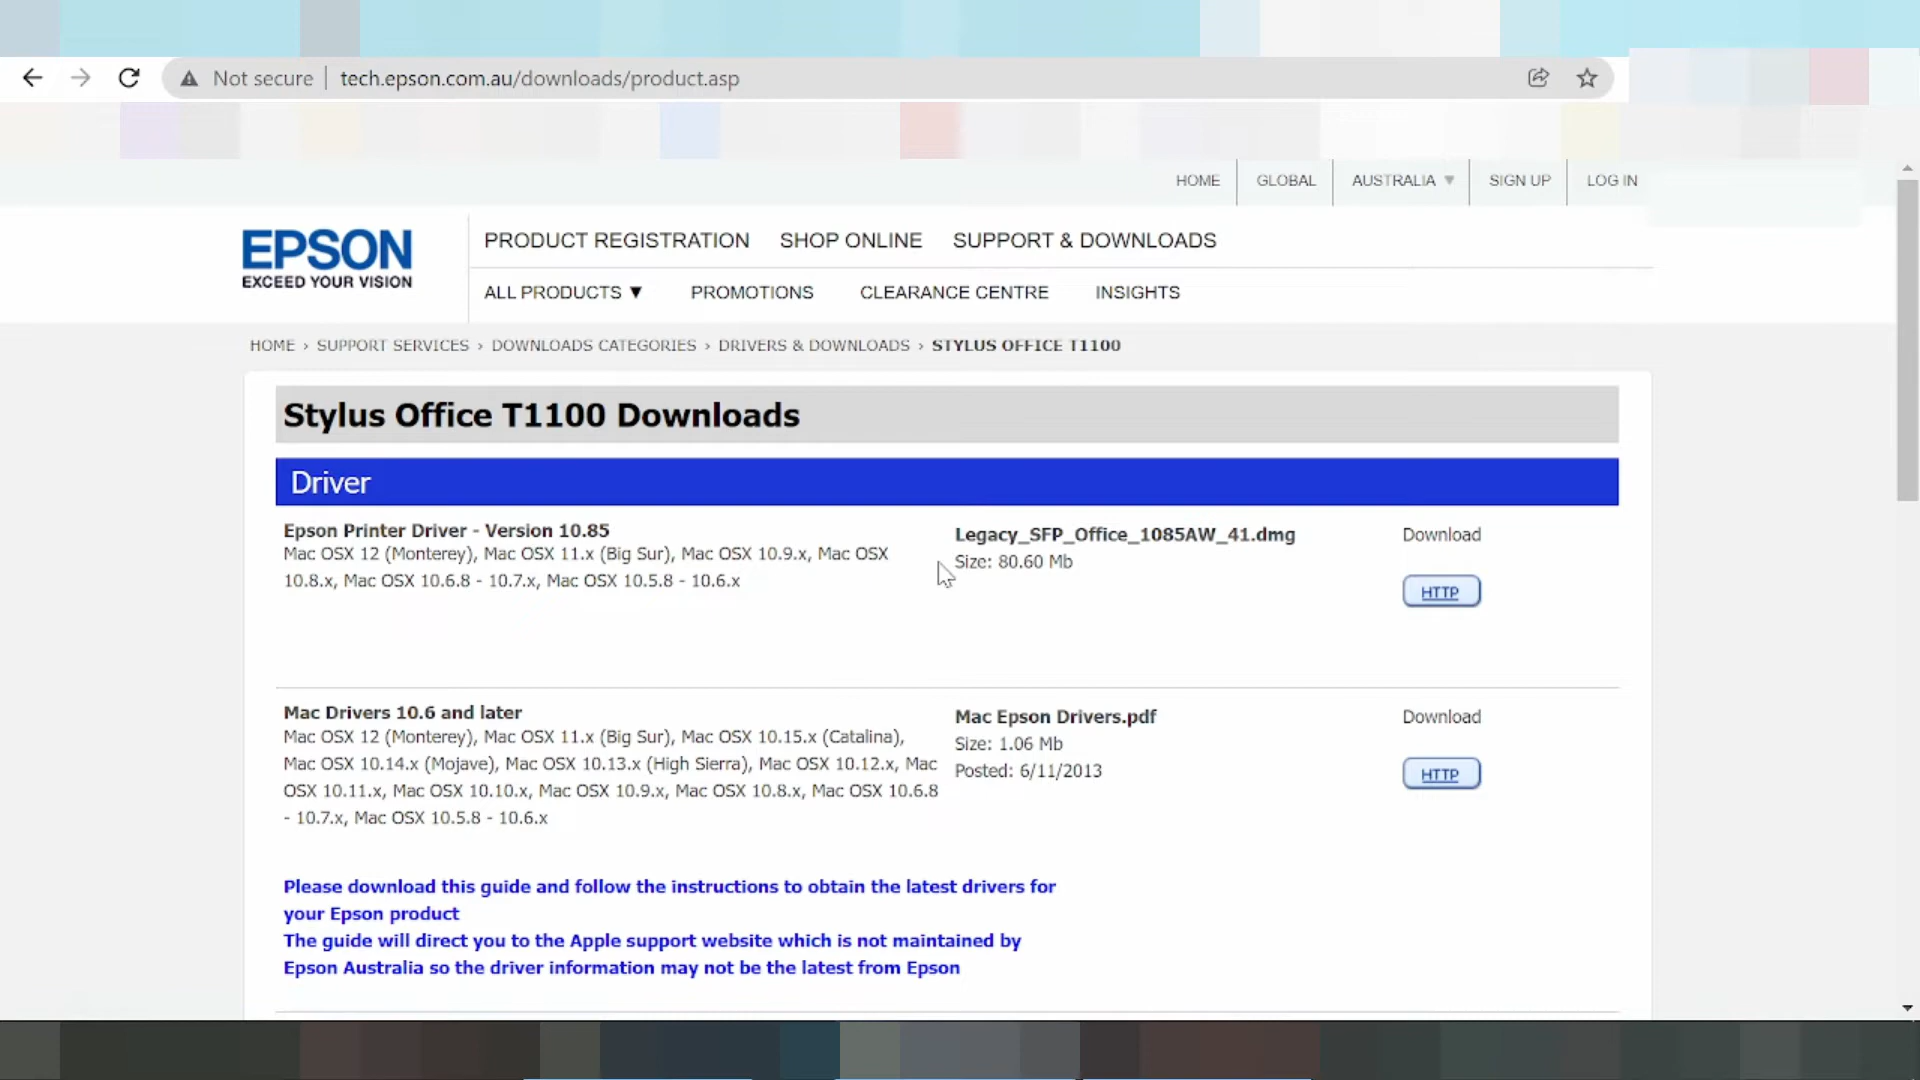 Not secure | tech.epson.com.au/downloads/product.asp
HOME GLOBAL AUSTRALIA ▼ SIGN UP LOG IN
EPSON
EXCEED YOUR VISION
PRODUCT REGISTRATION SHOP ONLINE SUPPORT & DOWNLOADS
ALL PRODUCTS ▼ PROMOTIONS CLEARANCE CENTRE INSIGHTS
HOME › SUPPORT SERVICES › DOWNLOADS CATEGORIES › DRIVERS & DOWNLOADS › STYLUS OFFICE T1100
Stylus Office T1100 Downloads
Driver
Epson Printer Driver - Version 10.85
Mac OSX 12 (Monterey), Mac OSX 11.x (Big Sur), Mac OSX 10.9.x, Mac OSX
10.8.x, Mac OSX 10.6.8 - 10.7.x, Mac OSX 10.5.8 - 10.6.x
Legacy_SFP_Office_1085AW_41.dmg
Size: 80.60 Mb
Download
HTTP
Mac Drivers 10.6 and later
Mac OSX 12 (Monterey), Mac OSX 11.x (Big Sur), Mac OSX 10.15.x (Catalina),
Mac OSX 10.14.x (Mojave), Mac OSX 10.13.x (High Sierra), Mac OSX 10.12.x, Mac
OSX 10.11.x, Mac OSX 10.10.x, Mac OSX 10.9.x, Mac OSX 10.8.x, Mac OSX 10.6.8
- 10.7.x, Mac OSX 10.5.8 - 10.6.x
Mac Epson Drivers.pdf
Size: 1.06 Mb
Posted: 6/11/2013
Download
HTTP
Please download this guide and follow the instructions to obtain the latest drivers for
your Epson product
The guide will direct you to the Apple support website which is not maintained by
Epson Australia so the driver information may not be the latest from Epson